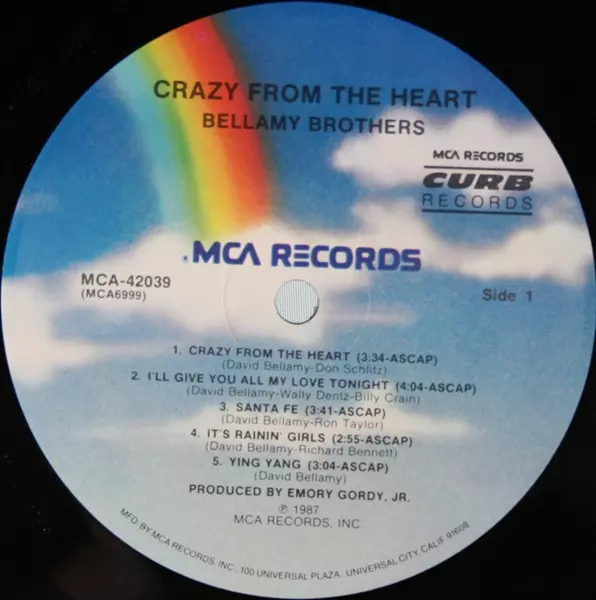 CRAZY FROM THE HEART
BELLAMY BROTHERS
MCA RECORDS
CURB
RECORDS
MCA RECORDS
MCA-42039
(MCA6999)
Side 1
1. CRAZY FROM THE HEART (3:34-ASCAP)
(David Bellamy-Don Schlitz)
2. I'LL GIVE YOU ALL MY LOVE TONIGHT (4:04-ASCAP)
(David Bellamy-Wally Dentz-Billy Crain)
3. SANTA FE (3:41-ASCAP)
(David Bellamy-Ron Taylor)
4. IT'S RAININ' GIRLS (2:55-ASCAP)
(David Bellamy-Richard Bennett)
5. YING YANG (3:04-ASCAP)
(David Bellamy)
PRODUCED BY EMORY GORDY, JR.
℗ 1987
MCA RECORDS, INC.
MFD. BY MCA RECORDS, INC., 100 UNIVERSAL PLAZA, UNIVERSAL CITY, CALIF. 91608